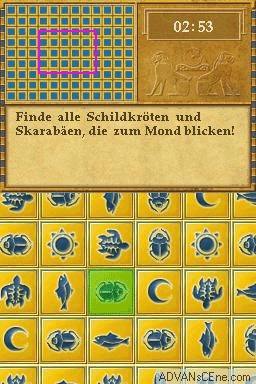 02:53
Finde alle Schildkröten und
Skarabäen, die zum Mond blicken!
ADVANsCEne.com